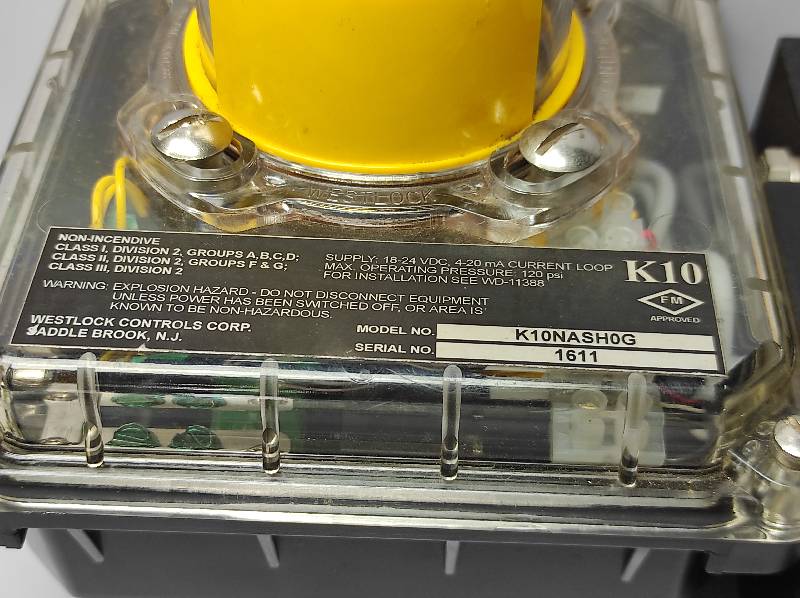 WESTLOCK
NON-INCENDIVE
CLASS I, DIVISION 2, GROUPS A,B,C,D;
CLASS II, DIVISION 2, GROUPS F & G;
CLASS III, DIVISION 2
SUPPLY: 18-24 VDC, 4-20 mA CURRENT LOOP
MAX. OPERATING PRESSURE: 120 psi
FOR INSTALLATION SEE WD-11388
K10
FM
APPROVED
WARNING: EXPLOSION HAZARD - DO NOT DISCONNECT EQUIPMENT
UNLESS POWER HAS BEEN SWITCHED OFF, OR AREA IS
KNOWN TO BE NON-HAZARDOUS.
WESTLOCK CONTROLS CORP.
SADDLE BROOK, N.J.
MODEL NO. K10NASH0G
SERIAL NO. 1611